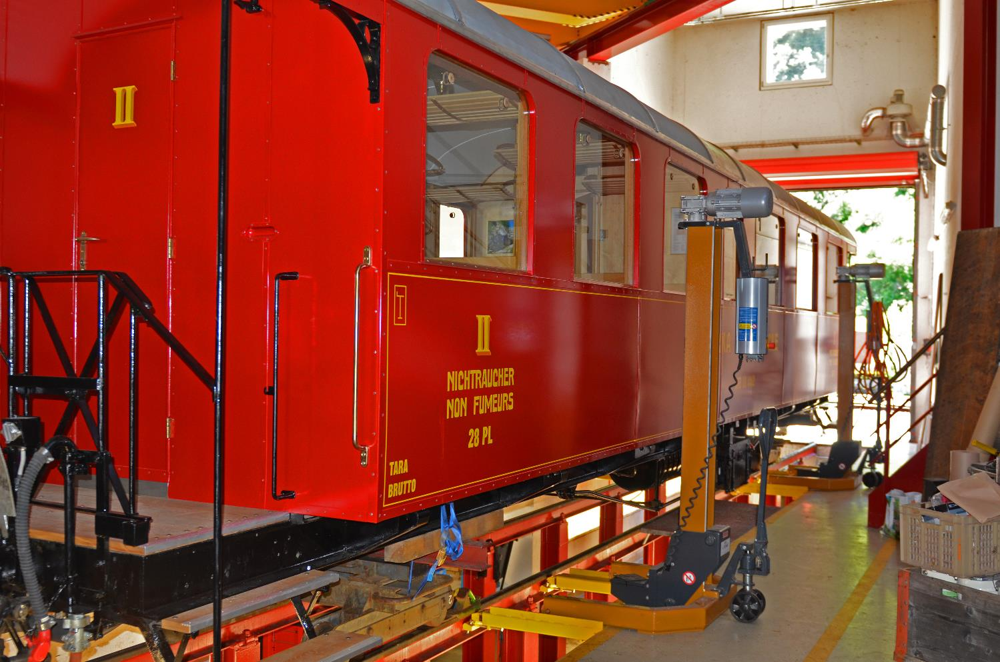 II
T
II
NICHTRAUCHER
NON FUMEURS
28 PL
TARA
BRUTTO